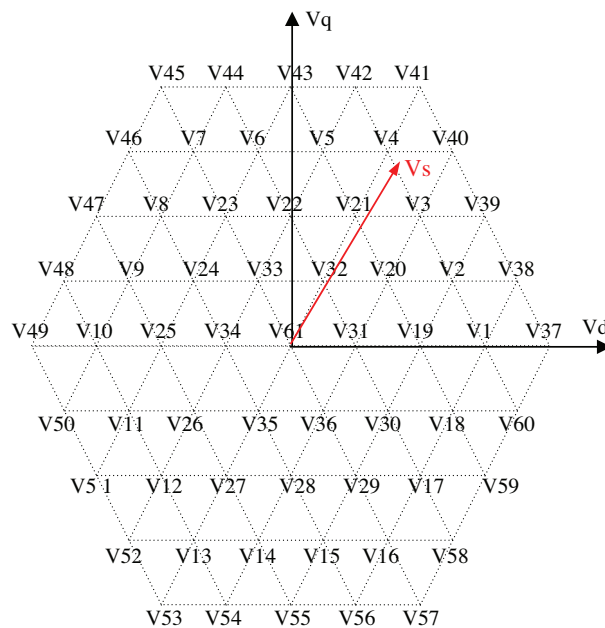 Vq
V45 V44 V43 V42 V41
V46 V7 V6 V5 V4 V40
Vs
V47 V8 V23 V22 V21 V3 V39
V48 V9 V24 V33 V32 V20 V2 V38
V49 V10 V25 V34 V61 V31 V19 V1 V37 Vd
V50 V11 V26 V35 V36 V30 V18 V60
V5 1 V12 V27 V28 V29 V17 V59
V52 V13 V14 V15 V16 V58
V53 V54 V55 V56 V57